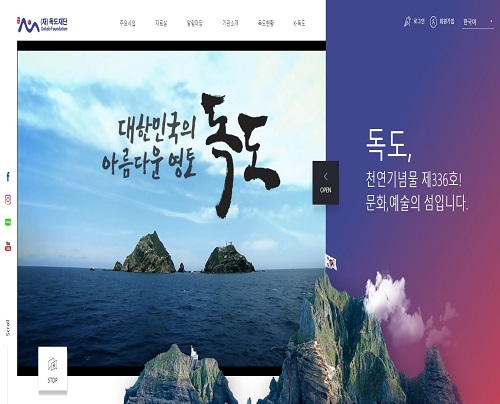 (재) 독도재단
Dokdo Foundation
주요사업
자료실
알림마당
기관소개
독도현황
K-독도
로그인
회원가입
한국어
대한민국의
아름다운 영토
독도
OPEN
독도,
천연기념물 제336호!
문화,예술의 섬입니다.
Scroll
STOP